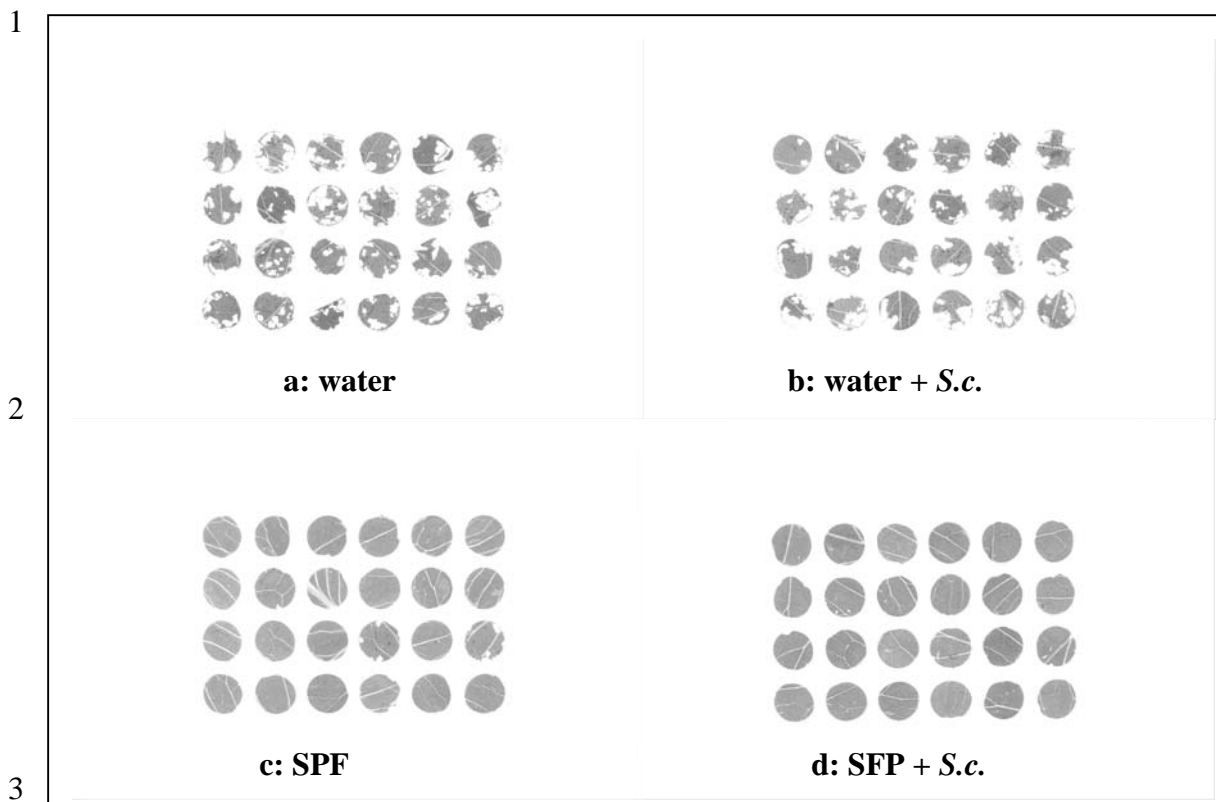 1
a: water
b: water + S.c.
2
c: SPF
d: SFP + S.c.
3